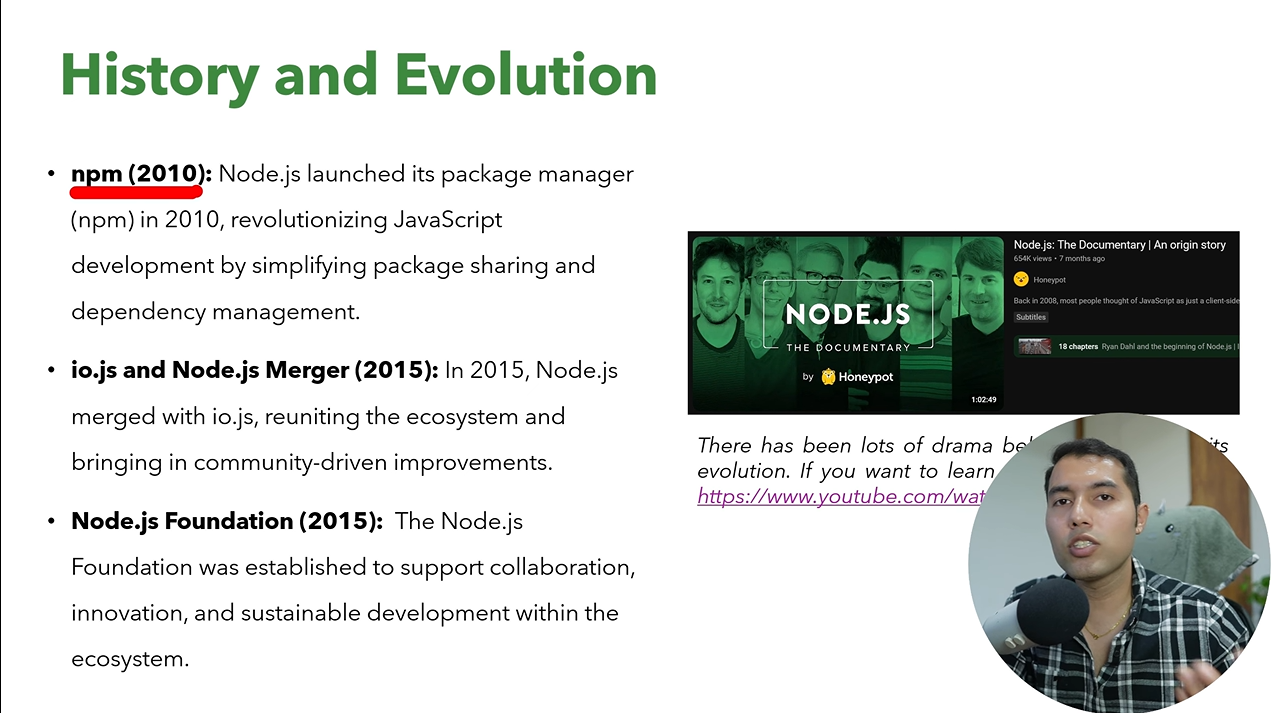 History and Evolution
• npm (2010): Node.js launched its package manager
(npm) in 2010, revolutionizing JavaScript
development by simplifying package sharing and
dependency management.
• io.js and Node.js Merger (2015): In 2015, Node.js
merged with io.js, reuniting the ecosystem and
bringing in community-driven improvements.
• Node.js Foundation (2015): The Node.js
Foundation was established to support collaboration,
innovation, and sustainable development within the
ecosystem.
NODE.JS
THE DOCUMENTARY
by Honeypot
1:02:49
Node.js: The Documentary | An origin story
654K views • 7 months ago
Honeypot
Back in 2008, most people thought of JavaScript as just a client-side
Subtitles
18 chapters Ryan Dahl and the beginning of Node.js |
There has been lots of drama its
evolution. If you want to learn
https://www.youtube.com/wat